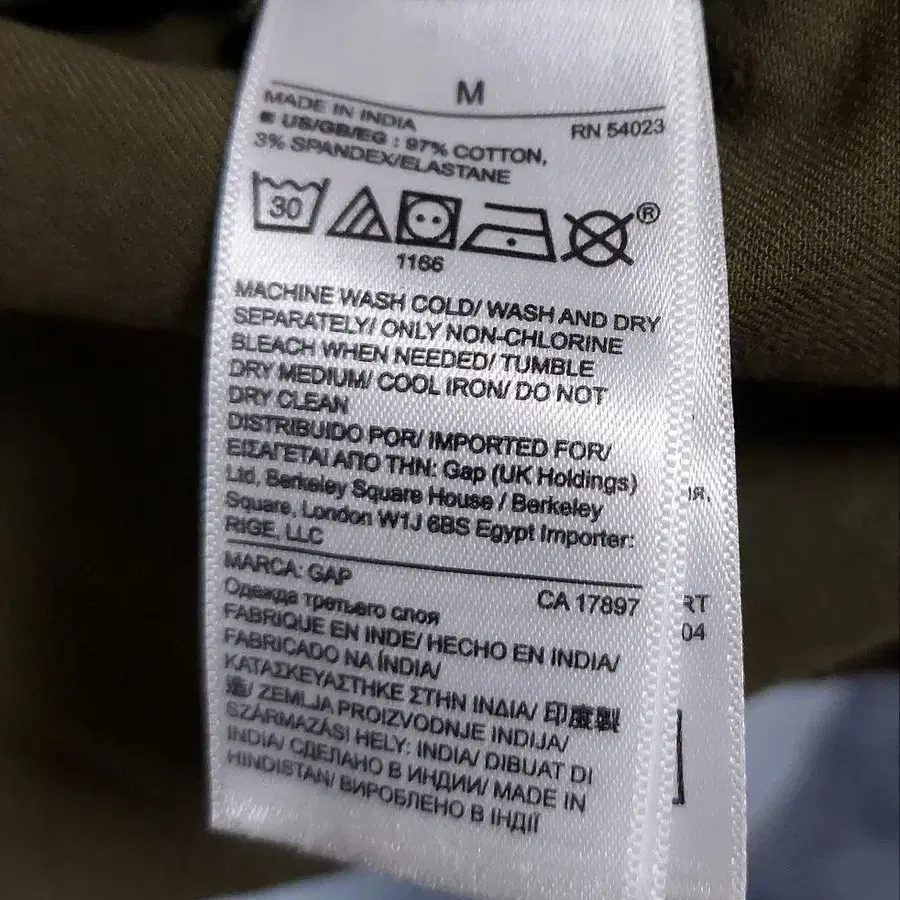 M
MADE IN INDIA
RN 54023
US/GB/EG : 97% COTTON,
3% SPANDEX/ELASTANE
30
®
1166
MACHINE WASH COLD/ WASH AND DRY
SEPARATELY/ ONLY NON-CHLORINE
BLEACH WHEN NEEDED/ TUMBLE
DRY MEDIUM/ COOL IRON/ DO NOT
DRY CLEAN
DISTRIBUIDO POR/ IMPORTED FOR/
ΕΙΣΑΓΕΤΑΙ ΑΠΟ ΤΗΝ: Gap (UK Holdings)
Ltd, Berkeley Square House / Berkeley
Square, London W1J 6BS Egypt Importer:
RIGE, LLC
MARCA: GAP
CA 17897
Одежда третьего слоя
FABRIQUE EN INDE/ HECHO EN INDIA/
FABRICADO NA ÍNDIA/
ΚΑΤΑΣΚΕΥΑΣΤΗΚΕ ΣΤΗΝ ΙΝΔΙΑ/ 印度製
造/ ZEMLJA PROIZVODNJE INDIJA/
SZÁRMAZÁSI HELY: INDIA/ DIBUAT DI
INDIA/ СДЕЛАНО В ИНДИИ/ MADE IN
HINDISTAN/ ВИРОБЛЕНО В ІНДІЇ
RT
04